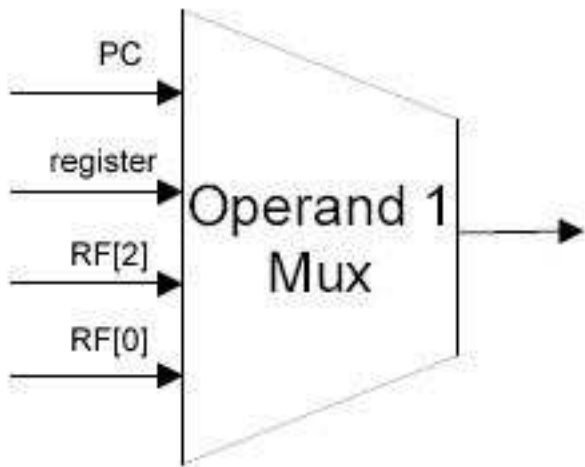 PC
register
RF[2]
RF[0]
Operand 1
Mux